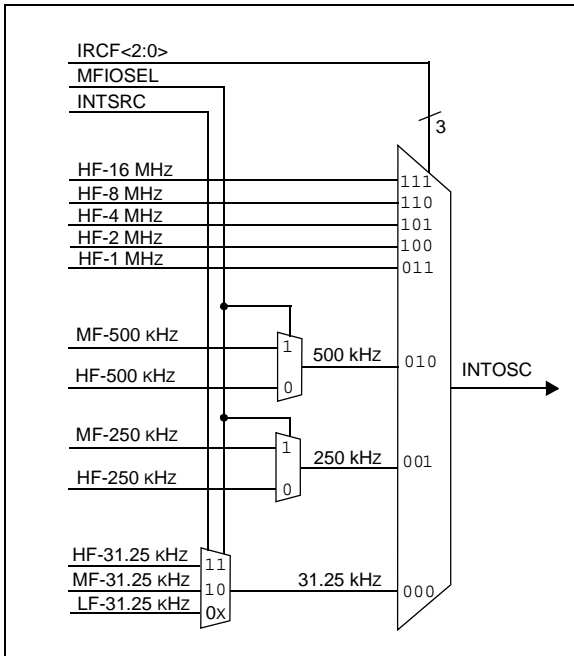 IRCF<2:0>
MFIOSEL
INTSRC
3
HF-16 MHz
111
HF-8 MHz
110
HF-4 MHz
101
HF-2 MHz
100
HF-1 MHz
011
MF-500 KHz
1
500 kHz
010
HF-500 KHz
0
INTOSC
MF-250 KHz
1
250 kHz
001
HF-250 KHz
0
HF-31.25 KHz
11
MF-31.25 KHz
10
31.25 kHz
000
LF-31.25 KHz
0X